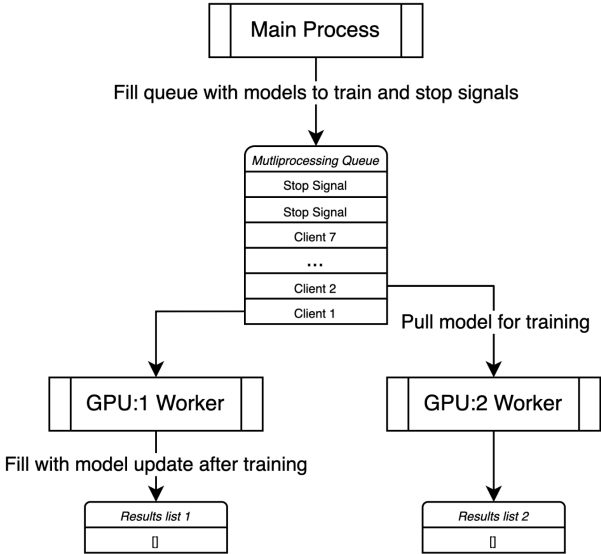 Main Process
Fill queue with models to train and stop signals
Mutliprocessing Queue
Stop Signal
Stop Signal
Client 7
...
Client 2
Client 1
Pull model for training
GPU:1 Worker
GPU:2 Worker
Fill with model update after training
Results list 1
[]
Results list 2
[]